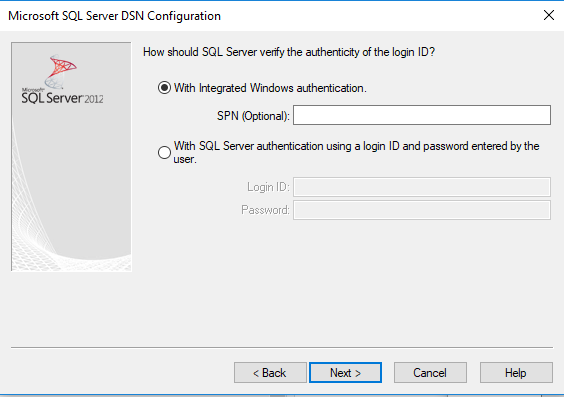 Microsoft SQL Server DSN Configuration
How should SQL Server verify the authenticity of the login ID?
Microsoft
SQL Server 2012
With Integrated Windows authentication.
SPN (Optional):
With SQL Server authentication using a login ID and password entered by the
user.
Login ID:
Password:
< Back
Next >
Cancel
Help